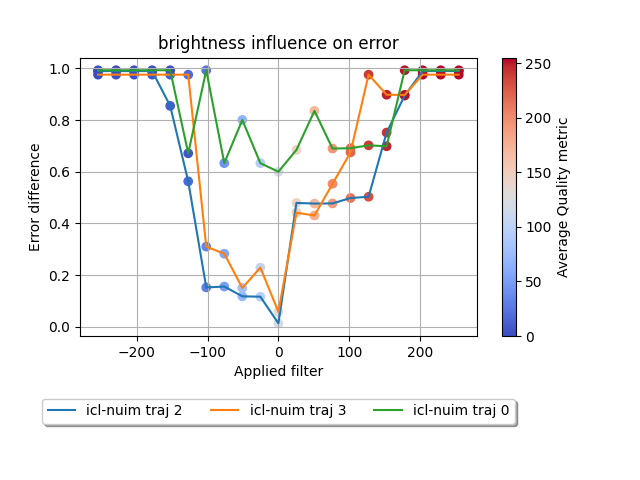 brightness influence on error
Error difference
1.0
0.8
0.6
0.4
0.2
0.0
−200
−100
0
100
200
Applied filter
250
200
150
100
50
0
Average Quality metric
icl-nuim traj 2
icl-nuim traj 3
icl-nuim traj 0